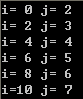 i= 0 j= 2
i= 2 j= 3
i= 4 j= 4
i= 6 j= 5
i= 8 j= 6
i=10 j= 7